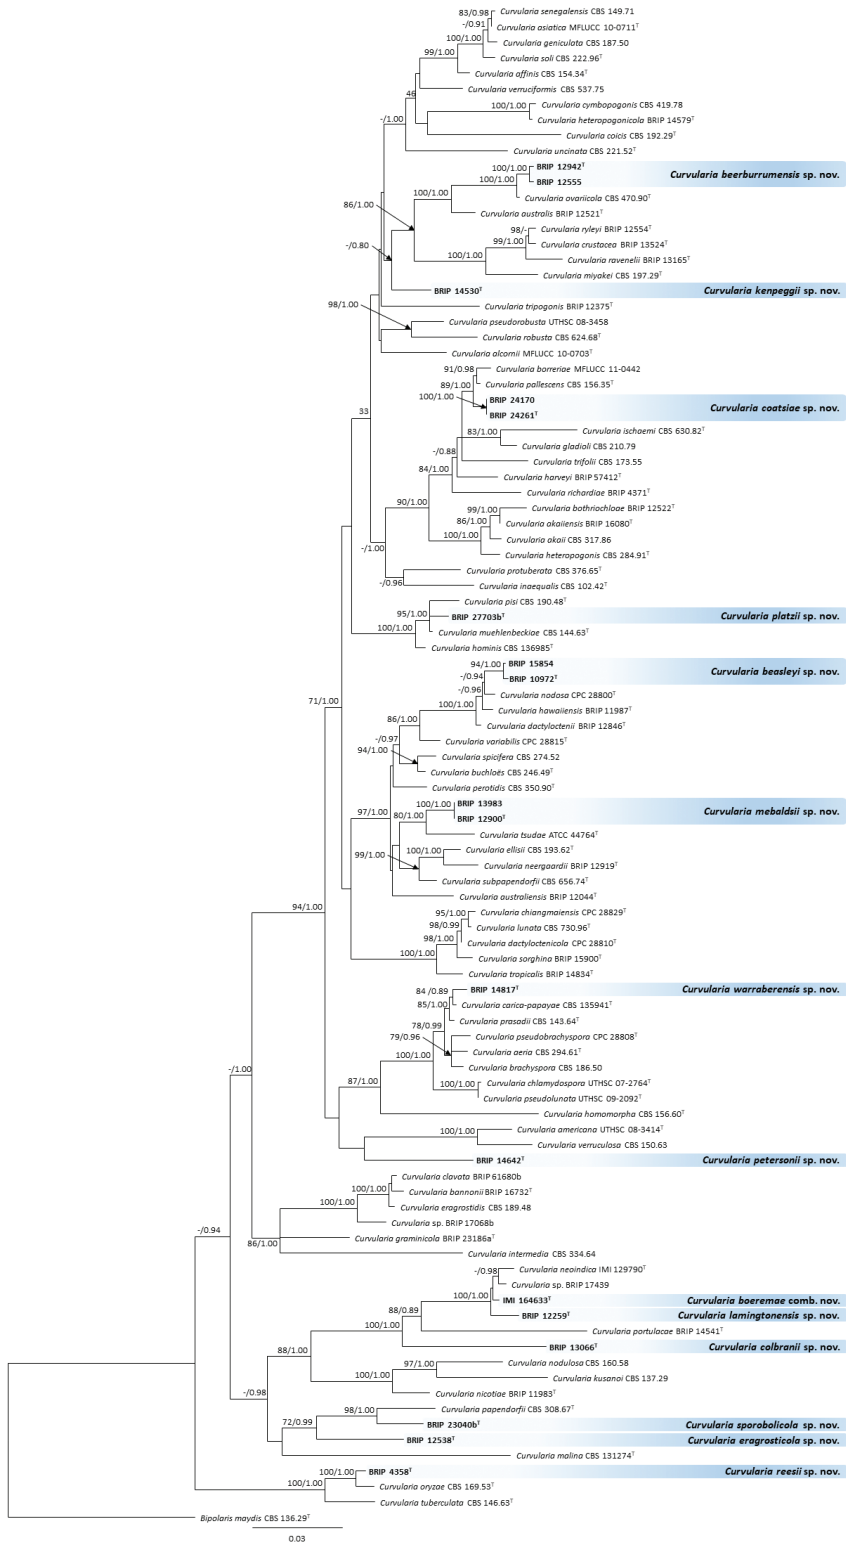 83/0.98
Curvularia senegalensis CBS 149.71
-/0.91
Curvularia asiatica MFLUCC 10-0711ᵀ
Curvularia geniculata CBS 187.50
100/1.00
Curvularia soli CBS 222.96ᵀ
99/1.00
Curvularia affinis CBS 154.34ᵀ
Curvularia verruciformis CBS 537.75
46
100/1.00
Curvularia cymbopogonis CBS 419.78
Curvularia heteropogonicola BRIP 14579ᵀ
-/1.00
Curvularia coicis CBS 192.29ᵀ
Curvularia uncinata CBS 221.52ᵀ
100/1.00
BRIP 12942ᵀ
Curvularia beerburrumensis sp. nov.
100/1.00
BRIP 12555
100/1.00
Curvularia ovariicola CBS 470.90ᵀ
86/1.00
Curvularia australis BRIP 12521ᵀ
98/-
Curvularia ryleyi BRIP 12554ᵀ
99/1.00
Curvularia crustacea BRIP 13524ᵀ
-/0.80
100/1.00
Curvularia ravenelii BRIP 13165ᵀ
Curvularia miyakei CBS 197.29ᵀ
BRIP 14530ᵀ
Curvularia kenpeggii sp. nov.
98/1.00
Curvularia tripogonis BRIP 12375ᵀ
Curvularia pseudorobusta UTHSC 08-3458
Curvularia robusta CBS 624.68ᵀ
Curvularia alcornii MFLUCC 10-0703ᵀ
91/0.98
Curvularia borreriae MFLUCC 11-0442
89/1.00
Curvularia pallescens CBS 156.35ᵀ
100/1.00
BRIP 24170
Curvularia coatsiae sp. nov.
33
BRIP 24261ᵀ
83/1.00
Curvularia ischaemi CBS 630.82ᵀ
Curvularia gladioli CBS 210.79
-/0.88
Curvularia trifolii CBS 173.55
84/1.00
Curvularia harveyi BRIP 57412ᵀ
Curvularia richardiae BRIP 4371ᵀ
90/1.00
99/1.00
Curvularia bothriochloae BRIP 12522ᵀ
86/1.00
Curvularia akaiiensis BRIP 16080ᵀ
100/1.00
Curvularia akaii CBS 317.86
-/1.00
Curvularia heteropogonis CBS 284.91ᵀ
Curvularia protuberata CBS 376.65ᵀ
-/0.96
Curvularia inaequalis CBS 102.42ᵀ
Curvularia pisi CBS 190.48ᵀ
95/1.00
BRIP 27703bᵀ
Curvularia platzii sp. nov.
100/1.00
Curvularia muehlenbeckiae CBS 144.63ᵀ
Curvularia hominis CBS 136985ᵀ
94/1.00
BRIP 15854
Curvularia beasleyi sp. nov.
-/0.94
BRIP 10972ᵀ
-/0.96
Curvularia nodosa CPC 28800ᵀ
71/1.00
100/1.00
Curvularia hawaiiensis BRIP 11987ᵀ
86/1.00
Curvularia dactyloctenii BRIP 12846ᵀ
-/0.97
Curvularia variabilis CPC 28815ᵀ
94/1.00
Curvularia spicifera CBS 274.52
Curvularia buchloës CBS 246.49ᵀ
Curvularia perotidis CBS 350.90ᵀ
100/1.00
BRIP 13983
Curvularia mebaldsii sp. nov.
97/1.00
80/1.00
BRIP 12900ᵀ
Curvularia tsudae ATCC 44764ᵀ
99/1.00
100/1.00
Curvularia ellisii CBS 193.62ᵀ
Curvularia neergaardii BRIP 12919ᵀ
Curvularia subpapendorfii CBS 656.74ᵀ
Curvularia australiensis BRIP 12044ᵀ
94/1.00
95/1.00
Curvularia chiangmaiensis CPC 28829ᵀ
98/0.99
Curvularia lunata CBS 730.96ᵀ
98/1.00
Curvularia dactyloctenicola CPC 28810ᵀ
100/1.00
Curvularia sorghina BRIP 15900ᵀ
Curvularia tropicalis BRIP 14834ᵀ
84 /0.89
BRIP 14817ᵀ
Curvularia warraberensis sp. nov.
85/1.00
Curvularia carica-papayae CBS 135941ᵀ
Curvularia prasadii CBS 143.64ᵀ
78/0.99
79/0.96
Curvularia pseudobrachyspora CPC 28808ᵀ
Curvularia aeria CBS 294.61ᵀ
100/1.00
Curvularia brachyspora CBS 186.50
-/1.00
87/1.00
100/1.00
Curvularia chlamydospora UTHSC 07-2764ᵀ
Curvularia pseudolunata UTHSC 09-2092ᵀ
Curvularia homomorpha CBS 156.60ᵀ
100/1.00
Curvularia americana UTHSC 08-3414ᵀ
Curvularia verruculosa CBS 150.63
BRIP 14642ᵀ
Curvularia petersonii sp. nov.
Curvularia clavata BRIP 61680b
100/1.00
Curvularia bannonii BRIP 16732ᵀ
100/1.00
Curvularia eragrostidis CBS 189.48
Curvularia sp. BRIP 17068b
-/0.94
Curvularia graminicola BRIP 23186aᵀ
86/1.00
Curvularia intermedia CBS 334.64
-/0.98
Curvularia neoindica IMI 129790ᵀ
Curvularia sp. BRIP 17439
100/1.00
IMI 164633ᵀ
Curvularia boeremae comb. nov.
88/0.89
BRIP 12259ᵀ
Curvularia lamingtonensis sp. nov.
100/1.00
Curvularia portulacae BRIP 14541ᵀ
BRIP 13066ᵀ
Curvularia colbranii sp. nov.
88/1.00
97/1.00
Curvularia nodulosa CBS 160.58
100/1.00
Curvularia kusanoi CBS 137.29
Curvularia nicotiae BRIP 11983ᵀ
-/0.98
98/1.00
Curvularia papendorfii CBS 308.67ᵀ
72/0.99
BRIP 23040bᵀ
Curvularia sporobolicola sp. nov.
BRIP 12538ᵀ
Curvularia eragrosticola sp. nov.
Curvularia malina CBS 131274ᵀ
100/1.00
BRIP 4358ᵀ
Curvularia reesii sp. nov.
100/1.00
Curvularia oryzae CBS 169.53ᵀ
Curvularia tuberculata CBS 146.63ᵀ
Bipolaris maydis CBS 136.29ᵀ
0.03